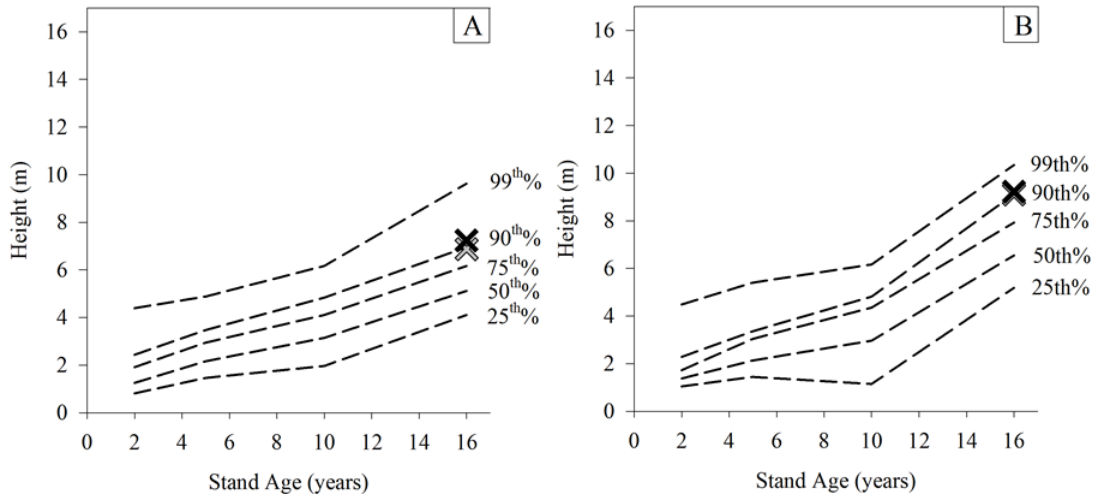 A
Height (m)
16
14
12
10
8
6
4
2
0
99th%
90th%
75th%
50th%
25th%
0 2 4 6 8 10 12 14 16
Stand Age (years)
B
Height (m)
16
14
12
10
8
6
4
2
0
99th%
90th%
75th%
50th%
25th%
0 2 4 6 8 10 12 14 16
Stand Age (years)